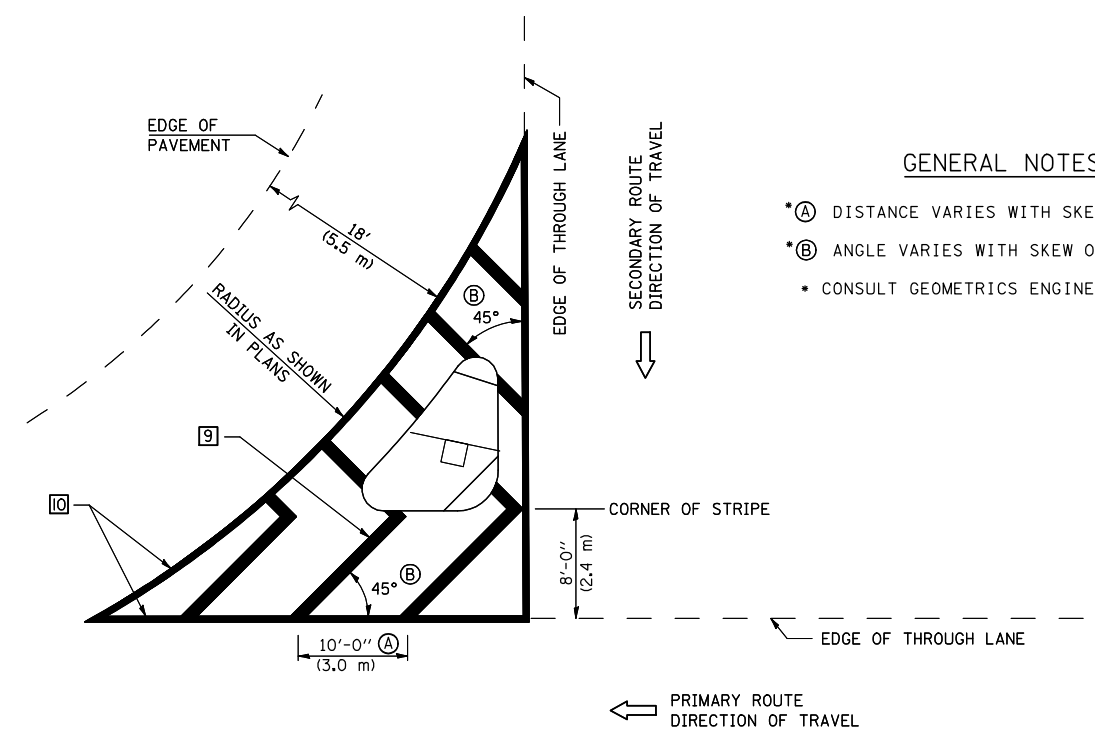 EDGE OF
PAVEMENT
18'
(5.5 m)
RADIUS AS SHOWN
IN PLANS
EDGE OF THROUGH LANE
SECONDARY ROUTE
DIRECTION OF TRAVEL
GENERAL NOTES
*Ⓐ DISTANCE VARIES WITH SKE
*Ⓑ ANGLE VARIES WITH SKEW O
* CONSULT GEOMETRICS ENGINE
Ⓑ
45°
9
10
CORNER OF STRIPE
8'-0"
(2.4 m)
45° Ⓑ
10'-0" Ⓐ
(3.0 m)
EDGE OF THROUGH LANE
PRIMARY ROUTE
DIRECTION OF TRAVEL